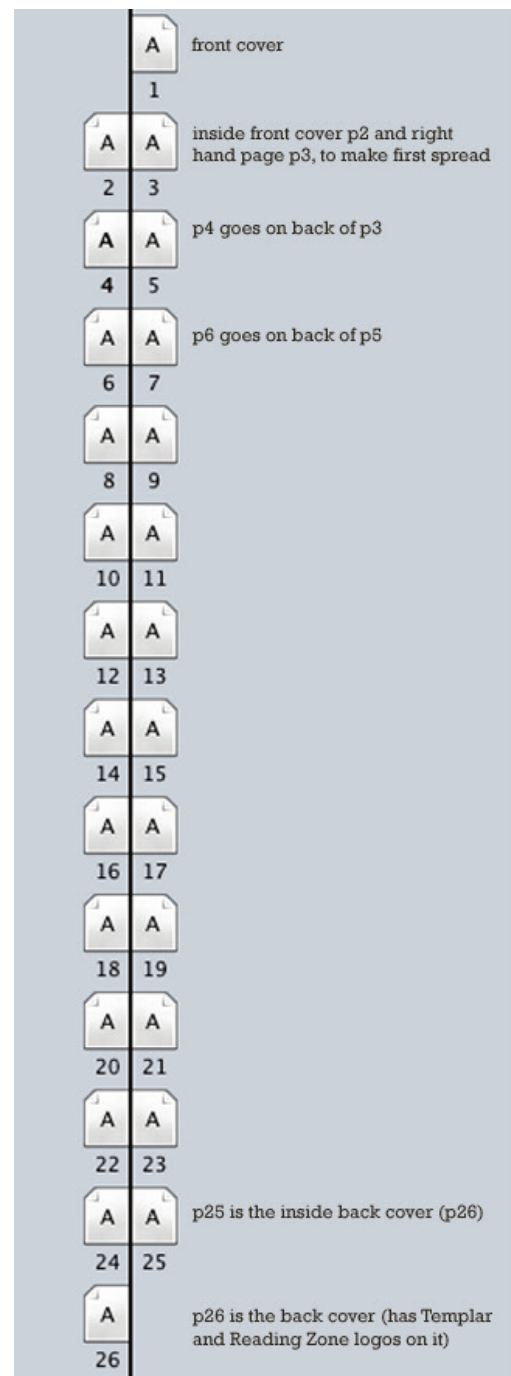 A front cover
1
A A inside front cover p2 and right
hand page p3, to make first spread
2 3
A A p4 goes on back of p3
4 5
A A p6 goes on back of p5
6 7
A A
8 9
A A
10 11
A A
12 13
A A
14 15
A A
16 17
A A
18 19
A A
20 21
A A
22 23
A A p25 is the inside back cover (p26)
24 25
A p26 is the back cover (has Templar
and Reading Zone logos on it)
26